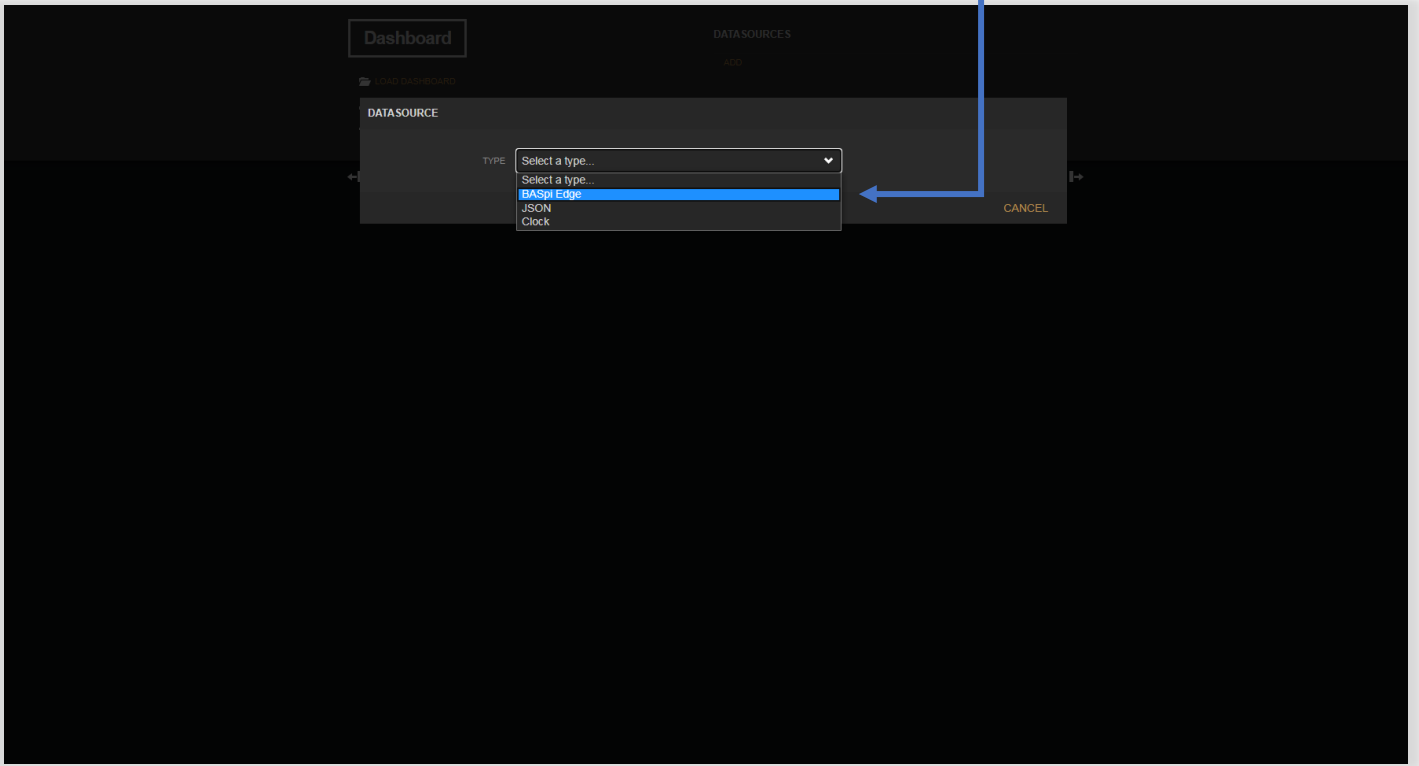 Dashboard
DATASOURCES
ADD
LOAD DASHBOARD
DATASOURCE
TYPE
Select a type...
Select a type...
BASpi Edge
JSON
Clock
CANCEL